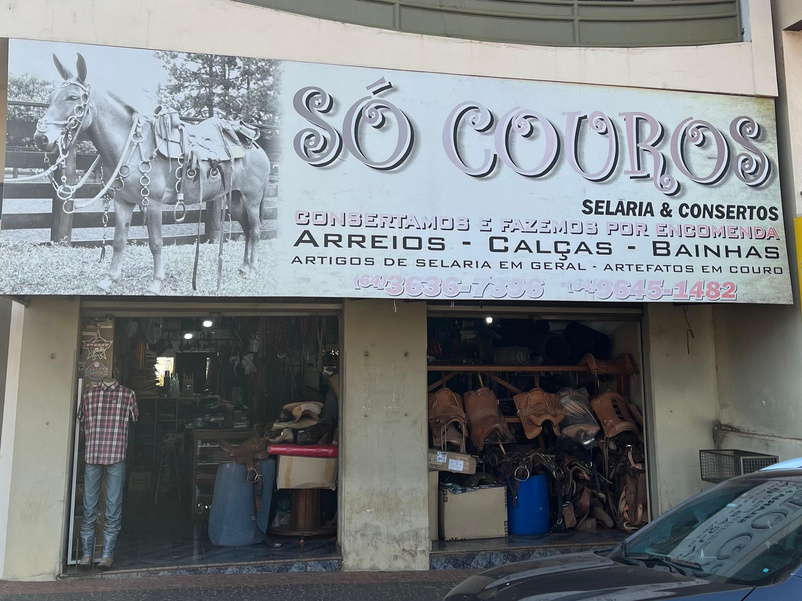 SÓ COUROS
SELARIA & CONSERTOS
CONSERTAMOS E FAZEMOS POR ENCOMENDA
ARREIOS - CALÇAS - BAINHAS
ARTIGOS DE SELARIA EM GERAL - ARTEFATOS EM COURO
(64) 3636-7396 (64) 9645-1482